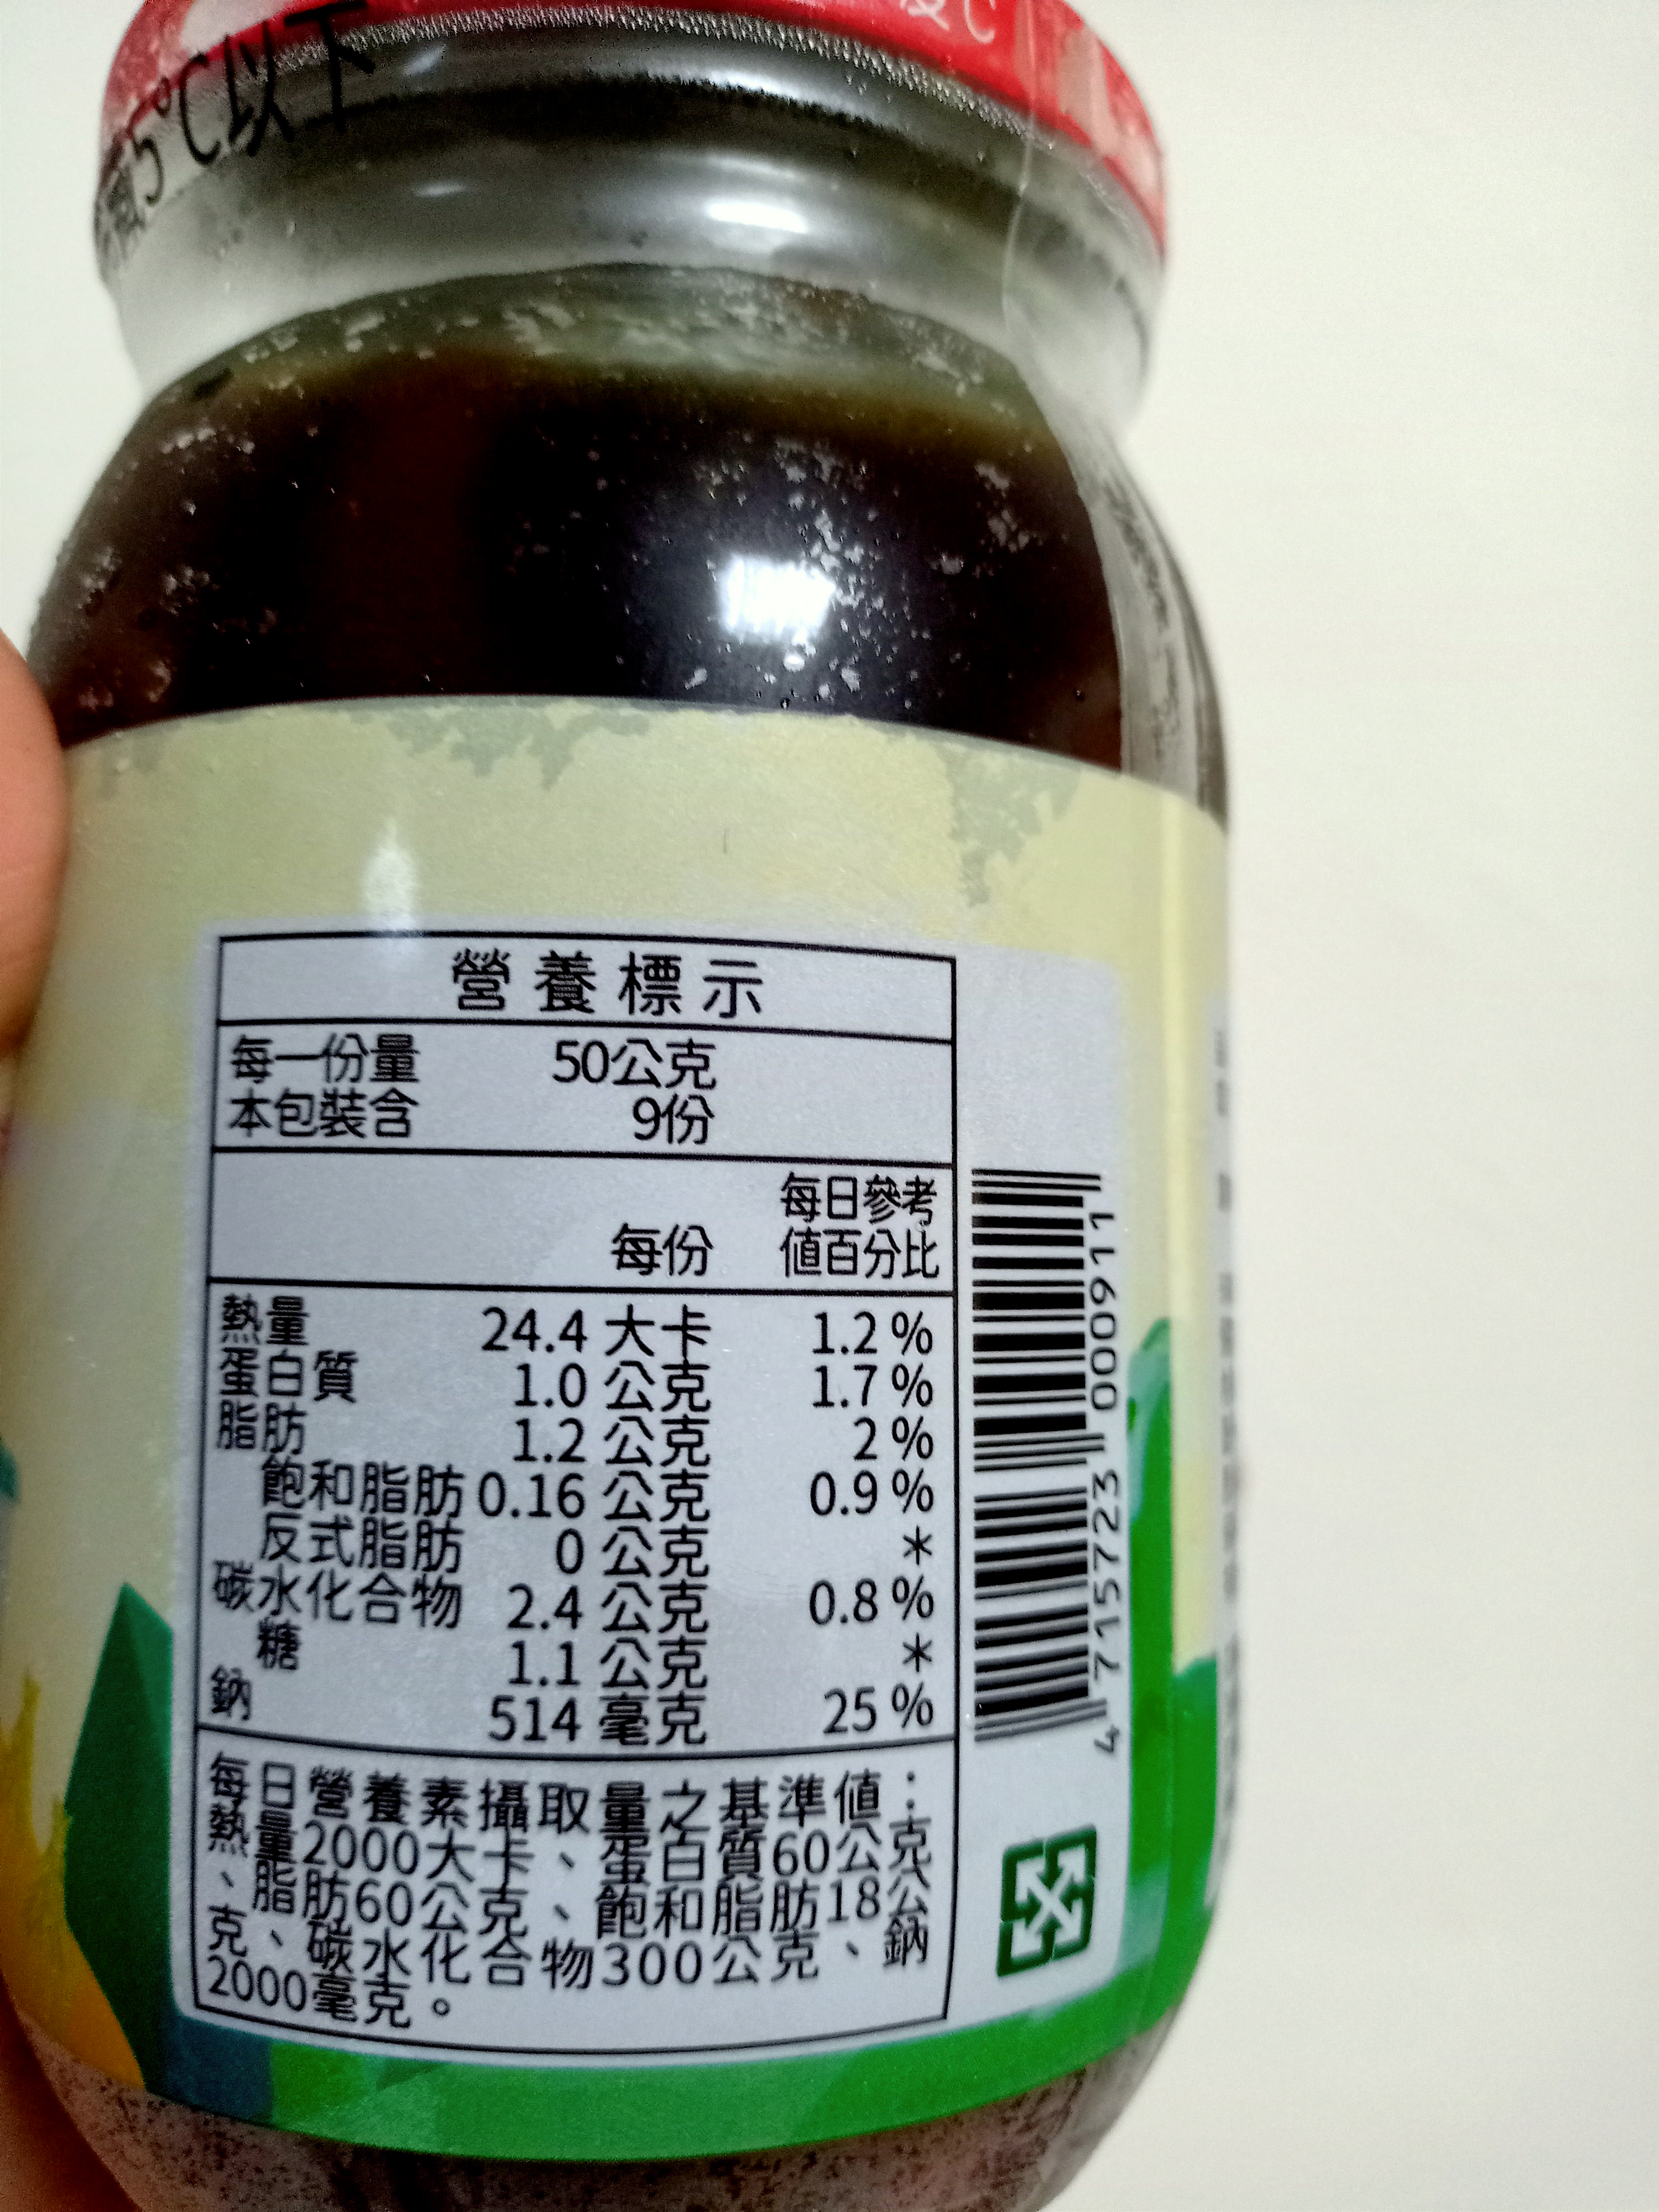 藏5°C以下
營養標示
每一份量 50公克
本包裝含 9份
每份 每日參考值百分比
熱量 24.4 大卡 1.2 %
蛋白質 1.0 公克 1.7 %
脂肪 1.2 公克 2 %
飽和脂肪 0.16 公克 0.9 %
反式脂肪 0 公克 *
碳水化合物 2.4 公克 0.8 %
糖 1.1 公克 *
鈉 514 毫克 25 %
每日營養素攝取量之基準值：
熱量2000大卡、蛋白質60公克
、脂肪60公克、飽和脂肪18公
克、碳水化合物300公克、鈉
2000毫克。
4 715723 000911